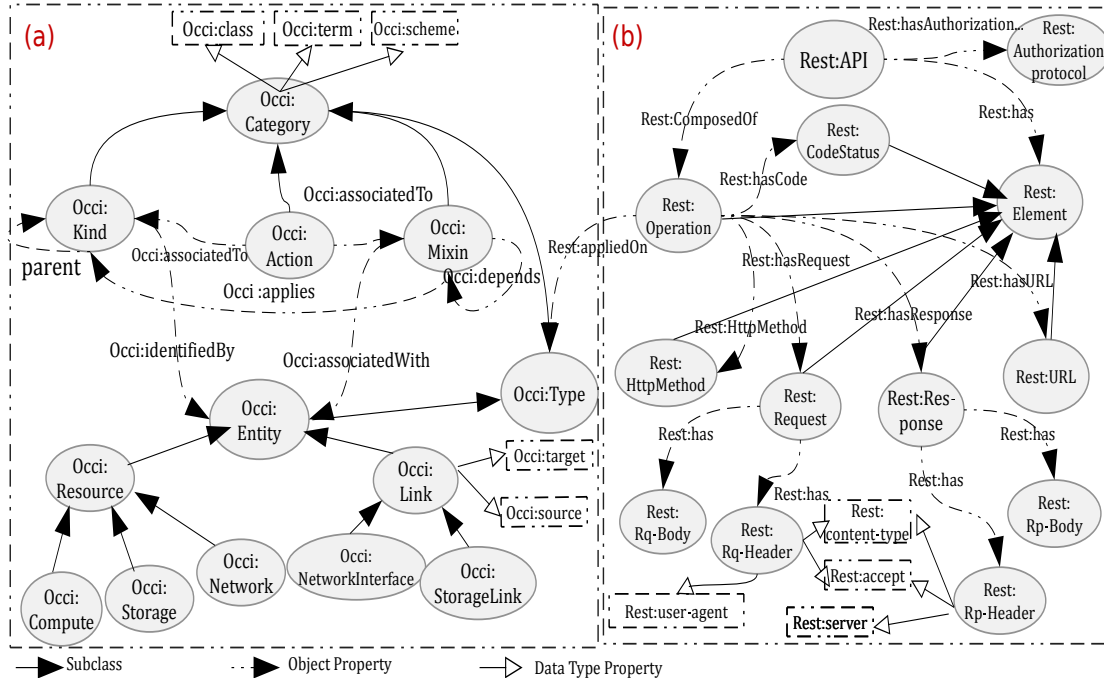 (a)
Occi:class
Occi:term
Occi:scheme
Occi:
Category
Occi:associatedTo
Occi:
Kind
Occi:
Action
Occi:
Mixin
parent
Occi:associatedTo
Occi:depends
Occi :applies
Occi:identifiedBy
Occi:associatedWith
Occi:Type
Occi:
Entity
Occi:
Resource
Occi:
Link
Occi:target
Occi:source
Occi:
Network
Occi:
NetworkInterface
Occi:
StorageLink
Occi:
Compute
Occi:
Storage
(b)
Rest:hasAuthorization...
Rest:API
Rest:
Authorization
protocol
Rest:ComposedOf
Rest:
CodeStatus
Rest:has
Rest:hasCode
Rest:
Operation
Rest:
Element
Rest:appliedOn
Rest:hasRequest
Rest:hasURL
Rest:hasResponse
Rest:HttpMethod
Rest:
HttpMethod
Rest:
Request
Rest:Res-
ponse
Rest:URL
Rest:has
Rest:has
Rest:has
Rest:has
Rest:
Rq-Body
Rest:
Rq-Header
Rest:
content-type
Rest:
Rp-Body
Rest:accept
Rest:
Rp-Header
Rest:user-agent
Rest:server
Subclass
Object Property
Data Type Property